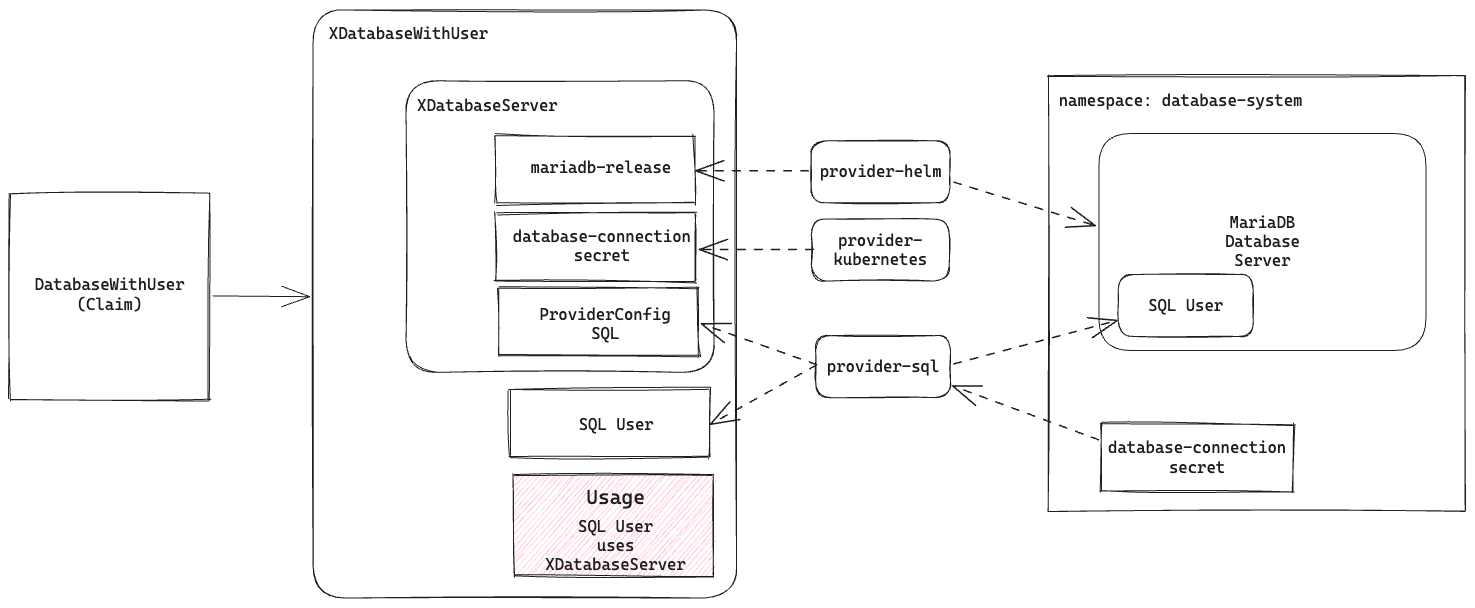 XDatabaseWithUser
XDatabaseServer
mariadb-release
database-connection
secret
ProviderConfig
SQL
SQL User
Usage
SQL User
uses
XDatabaseServer
DatabaseWithUser
(Claim)
provider-helm
provider-
kubernetes
provider-sql
namespace: database-system
MariaDB
Database
Server
SQL User
database-connection
secret